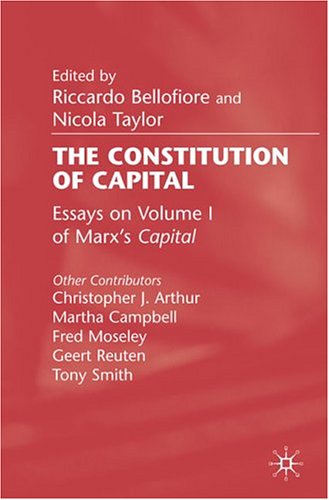 Edited by
Riccardo Bellofiore and
Nicola Taylor
THE CONSTITUTION
OF CAPITAL
Essays on Volume I
of Marx's Capital
Other Contributors
Christopher J. Arthur
Martha Campbell
Fred Moseley
Geert Reuten
Tony Smith